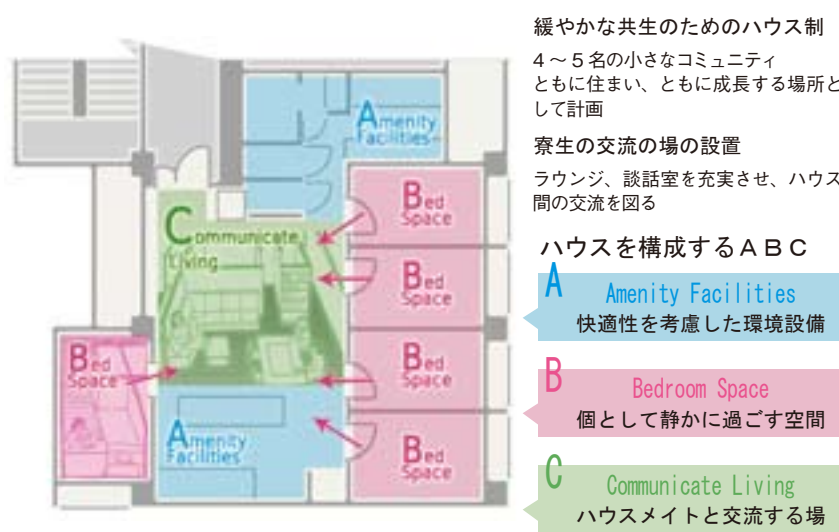 緩やかな共生のためのハウス制
4～5名の小さなコミュニティ
ともに住まい、ともに成長する場所と
して計画
寮生の交流の場の設置
ラウンジ、談話室を充実させ、ハウス
間の交流を図る
ハウスを構成するＡＢＣ
A
Amenity Facilities
快適性を考慮した環境設備
B
Bedroom Space
個として静かに過ごす空間
C
Communicate Living
ハウスメイトと交流する場
Amenity
Facilities
Bed
Space
Communicate
Living
Bed
Space
Bed
Space
Bed
Space
Amenity
Facilities
Bed
Space